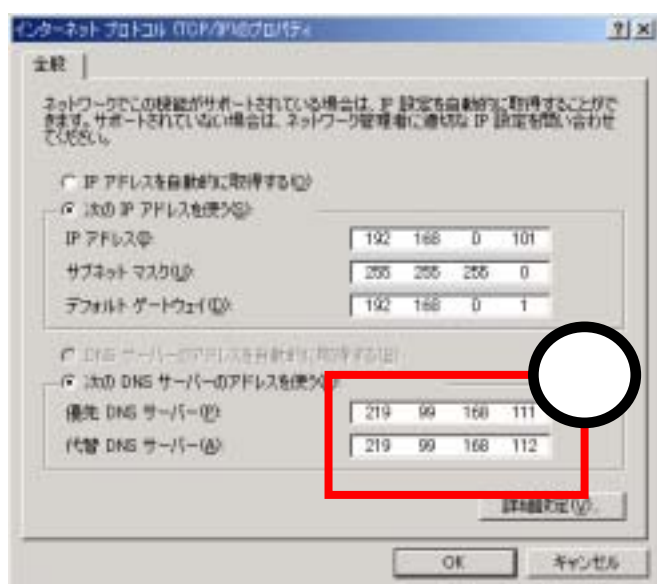 インターネット プロトコル (TCP/IP)のプロパティ
全般
ネットワークでこの機能がサポートされている場合は、IP 設定を自動的に取得することがで
きます。サポートされていない場合は、ネットワーク管理者に適切な IP 設定を問い合わせ
てください。
IP アドレスを自動的に取得する(O)
次の IP アドレスを使う(S):
IP アドレス(I): 192 168 0 101
サブネット マスク(U): 255 255 255 0
デフォルト ゲートウェイ(D): 192 168 0 1
DNS サーバーのアドレスを自動的に取得する(B)
次の DNS サーバーのアドレスを使う
優先 DNS サーバー(P): 219 99 168 111
代替 DNS サーバー(A): 219 99 168 112
詳細設定(V)...
OK キャンセル